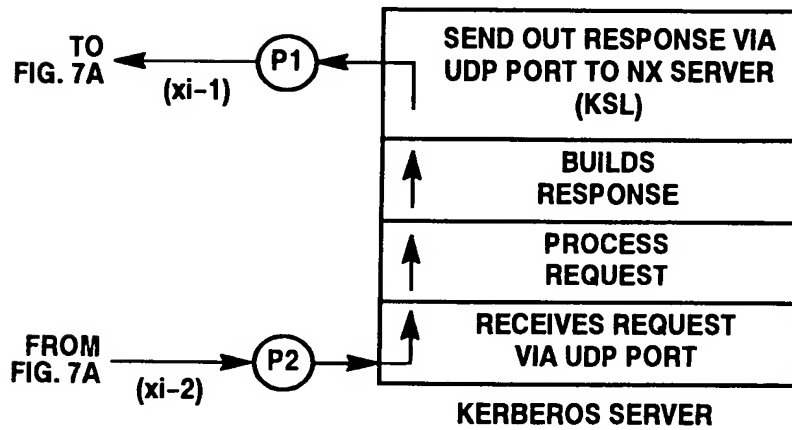 TO
FIG. 7A
(xi-1)
P1
SEND OUT RESPONSE VIA
UDP PORT TO NX SERVER
(KSL)
BUILDS
RESPONSE
PROCESS
REQUEST
RECEIVES REQUEST
VIA UDP PORT
FROM
FIG. 7A
(xi-2)
P2
KERBEROS SERVER